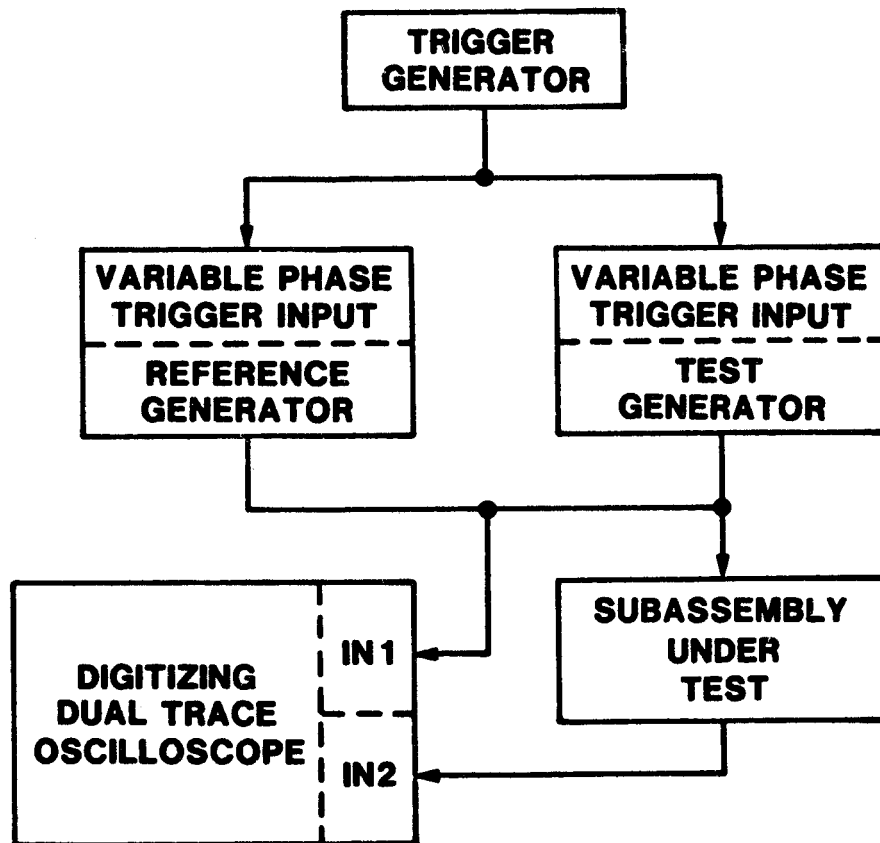 TRIGGER
GENERATOR
VARIABLE PHASE
TRIGGER INPUT
REFERENCE
GENERATOR
VARIABLE PHASE
TRIGGER INPUT
TEST
GENERATOR
DIGITIZING
DUAL TRACE
OSCILLOSCOPE
IN1
IN2
SUBASSEMBLY
UNDER
TEST